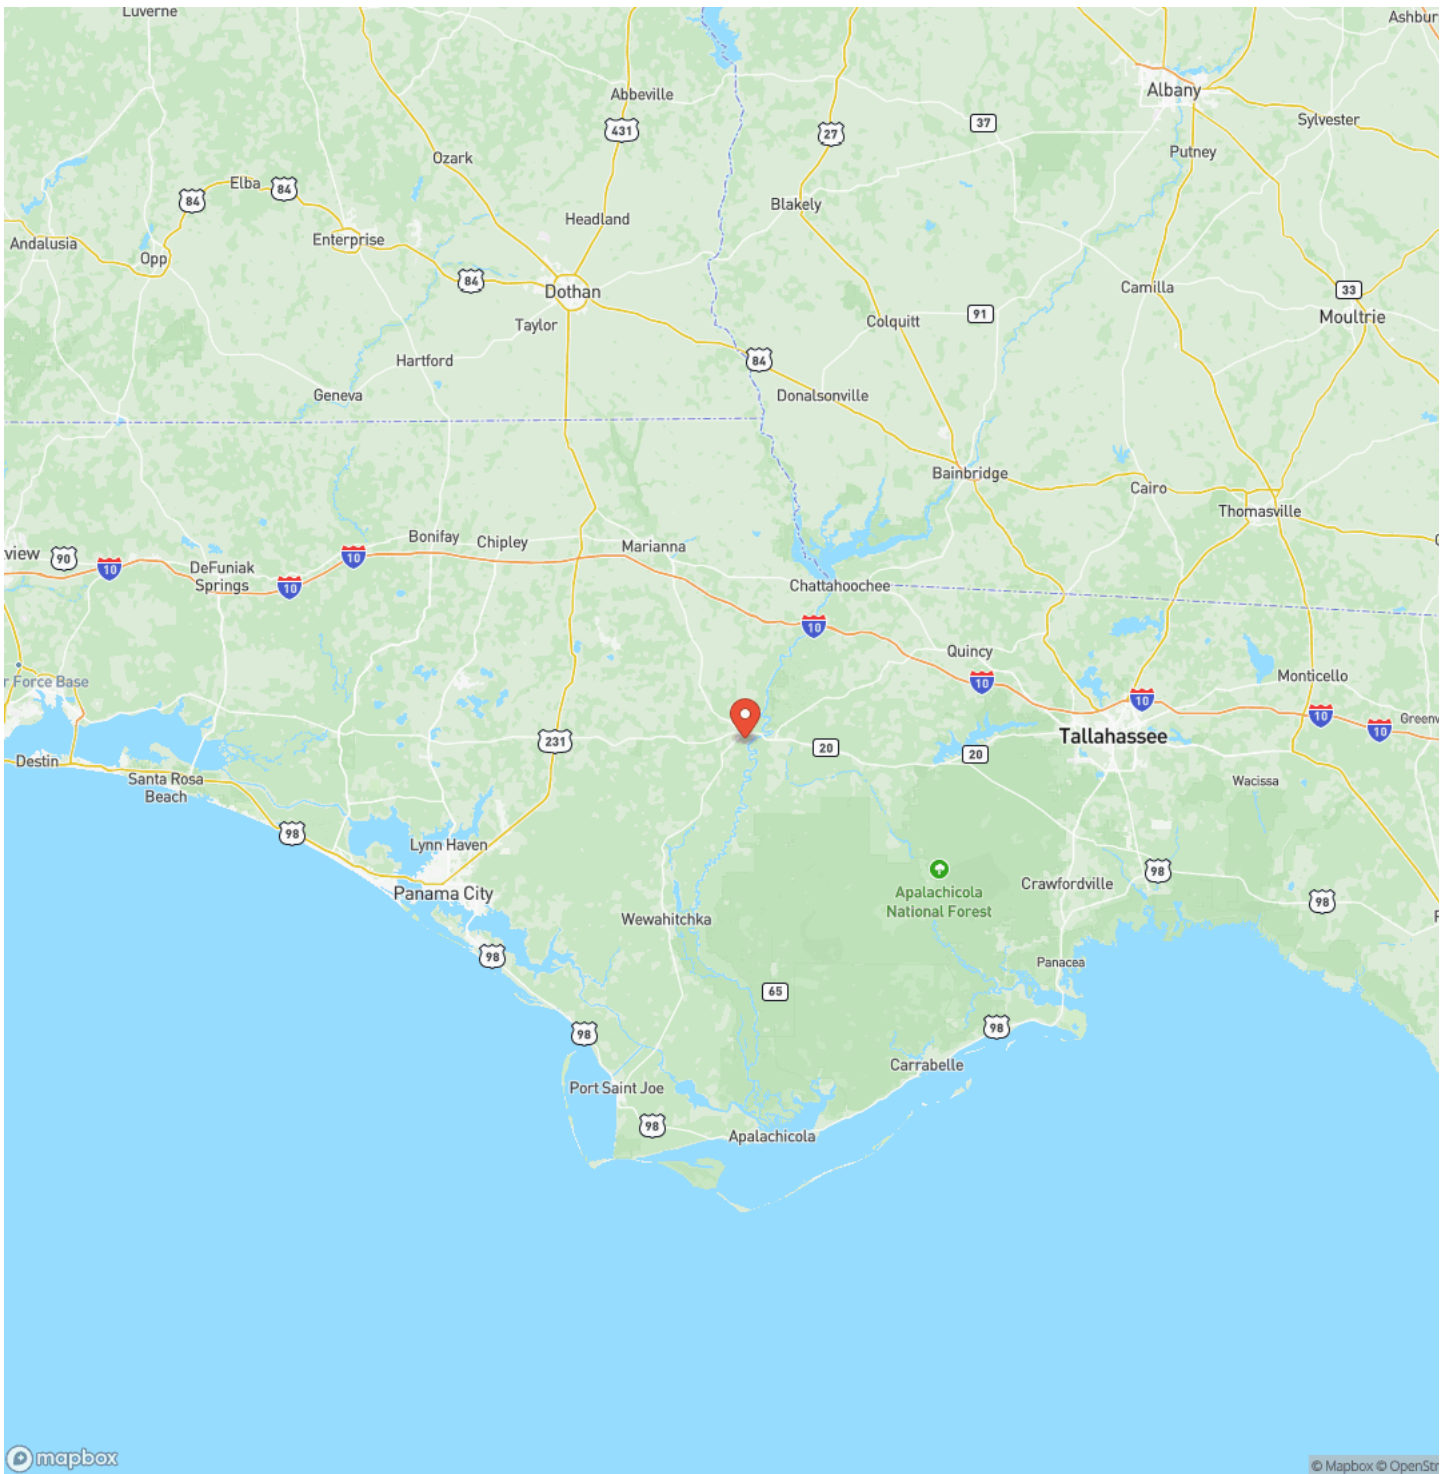 Luverne
Ashbur
Abbeville
Albany
431
27
37
Sylvester
Ozark
Putney
Elba
84
84
Blakely
Headland
Andalusia
Enterprise
Opp
84
Dothan
Camilla
33
91
Moultrie
Taylor
Colquitt
Hartford
84
Geneva
Donalsonville
Bainbridge
Cairo
Thomasville
Bonifay
Chipley
Marianna
view
90
10
10
DeFuniak
Springs
10
Chattahoochee
10
Quincy
10
Monticello
r Force Base
10
10
Greenv
10
231
20
20
Tallahassee
Destin
Santa Rosa
Beach
Wacissa
98
Lynn Haven
98
Panama City
Apalachicola
National Forest
Crawfordville
98
Wewahitchka
F
98
Panacea
65
98
98
Carrabelle
Port Saint Joe
98
Apalachicola
mapbox
© Mapbox © OpenStr